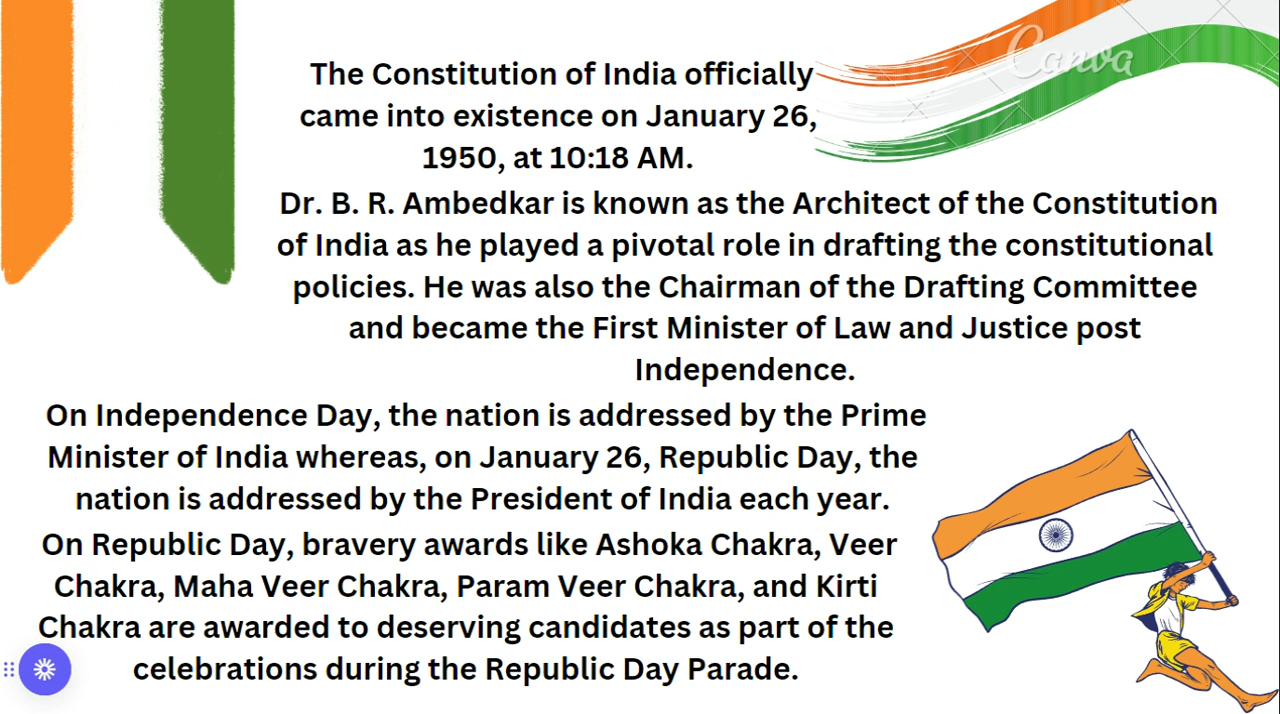 Canva
The Constitution of India officially
came into existence on January 26,
1950, at 10:18 AM.
Dr. B. R. Ambedkar is known as the Architect of the Constitution
of India as he played a pivotal role in drafting the constitutional
policies. He was also the Chairman of the Drafting Committee
and became the First Minister of Law and Justice post
Independence.
On Independence Day, the nation is addressed by the Prime
Minister of India whereas, on January 26, Republic Day, the
nation is addressed by the President of India each year.
On Republic Day, bravery awards like Ashoka Chakra, Veer
Chakra, Maha Veer Chakra, Param Veer Chakra, and Kirti
Chakra are awarded to deserving candidates as part of the
celebrations during the Republic Day Parade.